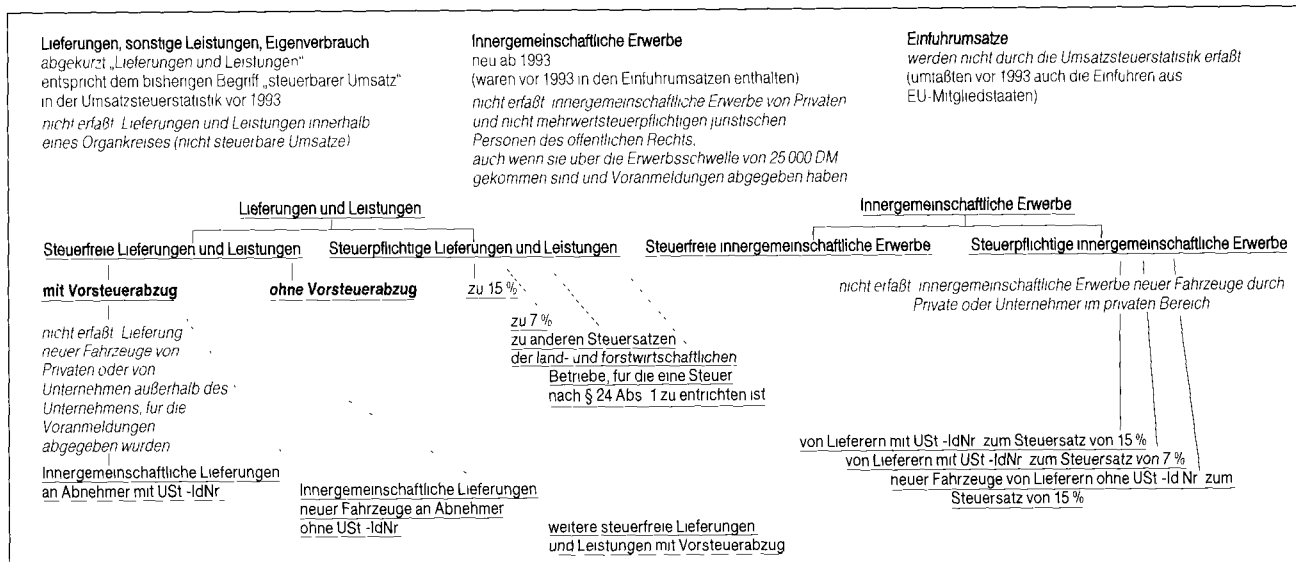 Lieferungen, sonstige Leistungen, Eigenverbrauch
abgekurzt „Lieferungen und Leistungen"
entspricht dem bisherigen Begriff „steuerbarer Umsatz"
in der Umsatzsteuerstatistik vor 1993
nicht erfaßt Lieferungen und Leistungen innerhalb
eines Organkreises (nicht steuerbare Umsatze)
Innergemeinschaftliche Erwerbe
neu ab 1993
(waren vor 1993 in den Einfuhrumsatzen enthalten)
nicht erfaßt innergemeinschaftliche Erwerbe von Privaten
und nicht mehrwertsteuerpflichtigen juristischen
Personen des offentlichen Rechts,
auch wenn sie uber die Erwerbsschwelle von 25 000 DM
gekommen sind und Voranmeldungen abgegeben haben
Einfuhrumsatze
werden nicht durch die Umsatzsteuerstatistik erfaßt
(umfaßten vor 1993 auch die Einfuhren aus
EU-Mitgliedstaaten)
Lieferungen und Leistungen
Innergemeinschaftliche Erwerbe
Steuerfreie Lieferungen und Leistungen
Steuerpflichtige Lieferungen und Leistungen
Steuerfreie innergemeinschaftliche Erwerbe
Steuerpflichtige innergemeinschaftliche Erwerbe
mit Vorsteuerabzug
ohne Vorsteuerabzug
zu 15 %
nicht erfaßt innergemeinschaftliche Erwerbe neuer Fahrzeuge durch
Private oder Unternehmer im privaten Bereich
zu 7 %
zu anderen Steuersatzen
der land- und forstwirtschaftlichen
Betriebe, fur die eine Steuer
nach § 24 Abs 1 zu entrichten ist
nicht erfaßt Lieferung
neuer Fahrzeuge von
Privaten oder von
Unternehmen außerhalb des
Unternehmens, fur die
Voranmeldungen
abgegeben wurden
von Lieferern mit USt -IdNr zum Steuersatz von 15 %
von Lieferern mit USt -IdNr zum Steuersatz von 7 %
neuer Fahrzeuge von Lieferern ohne USt -Id Nr zum
Steuersatz von 15 %
Innergemeinschaftliche Lieferungen
an Abnehmer mit USt -IdNr
Innergemeinschaftliche Lieferungen
neuer Fahrzeuge an Abnehmer
ohne USt -IdNr
weitere steuerfreie Lieferungen
und Leistungen mit Vorsteuerabzug